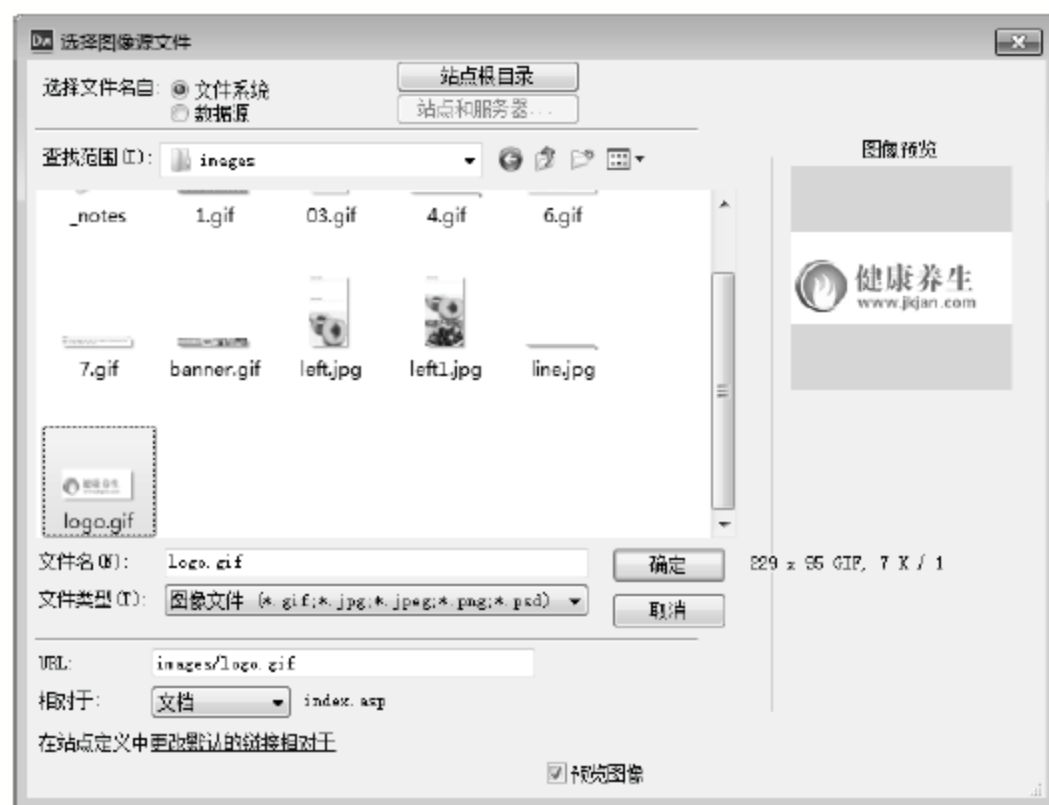 Dw 选择图像源文件
选择文件名自: 文件系统
数据源
站点根目录
站点和服务器...
查找范围(I): images
图像预览
_notes 1.gif 03.gif 4.gif 6.gif
健康养生
www.jkjan.com
7.gif banner.gif left.jpg left1.jpg line.jpg
健康养生
logo.gif
文件名(N): logo.gif 确定 229 x 95 GIF, 7 K / 1
文件类型(T): 图像文件 (*.gif;*.jpg;*.jpeg;*.png;*.psd) 取消
URL: images/logo.gif
相对于: 文档 index.asp
在站点定义中更改默认的链接相对于
预览图像